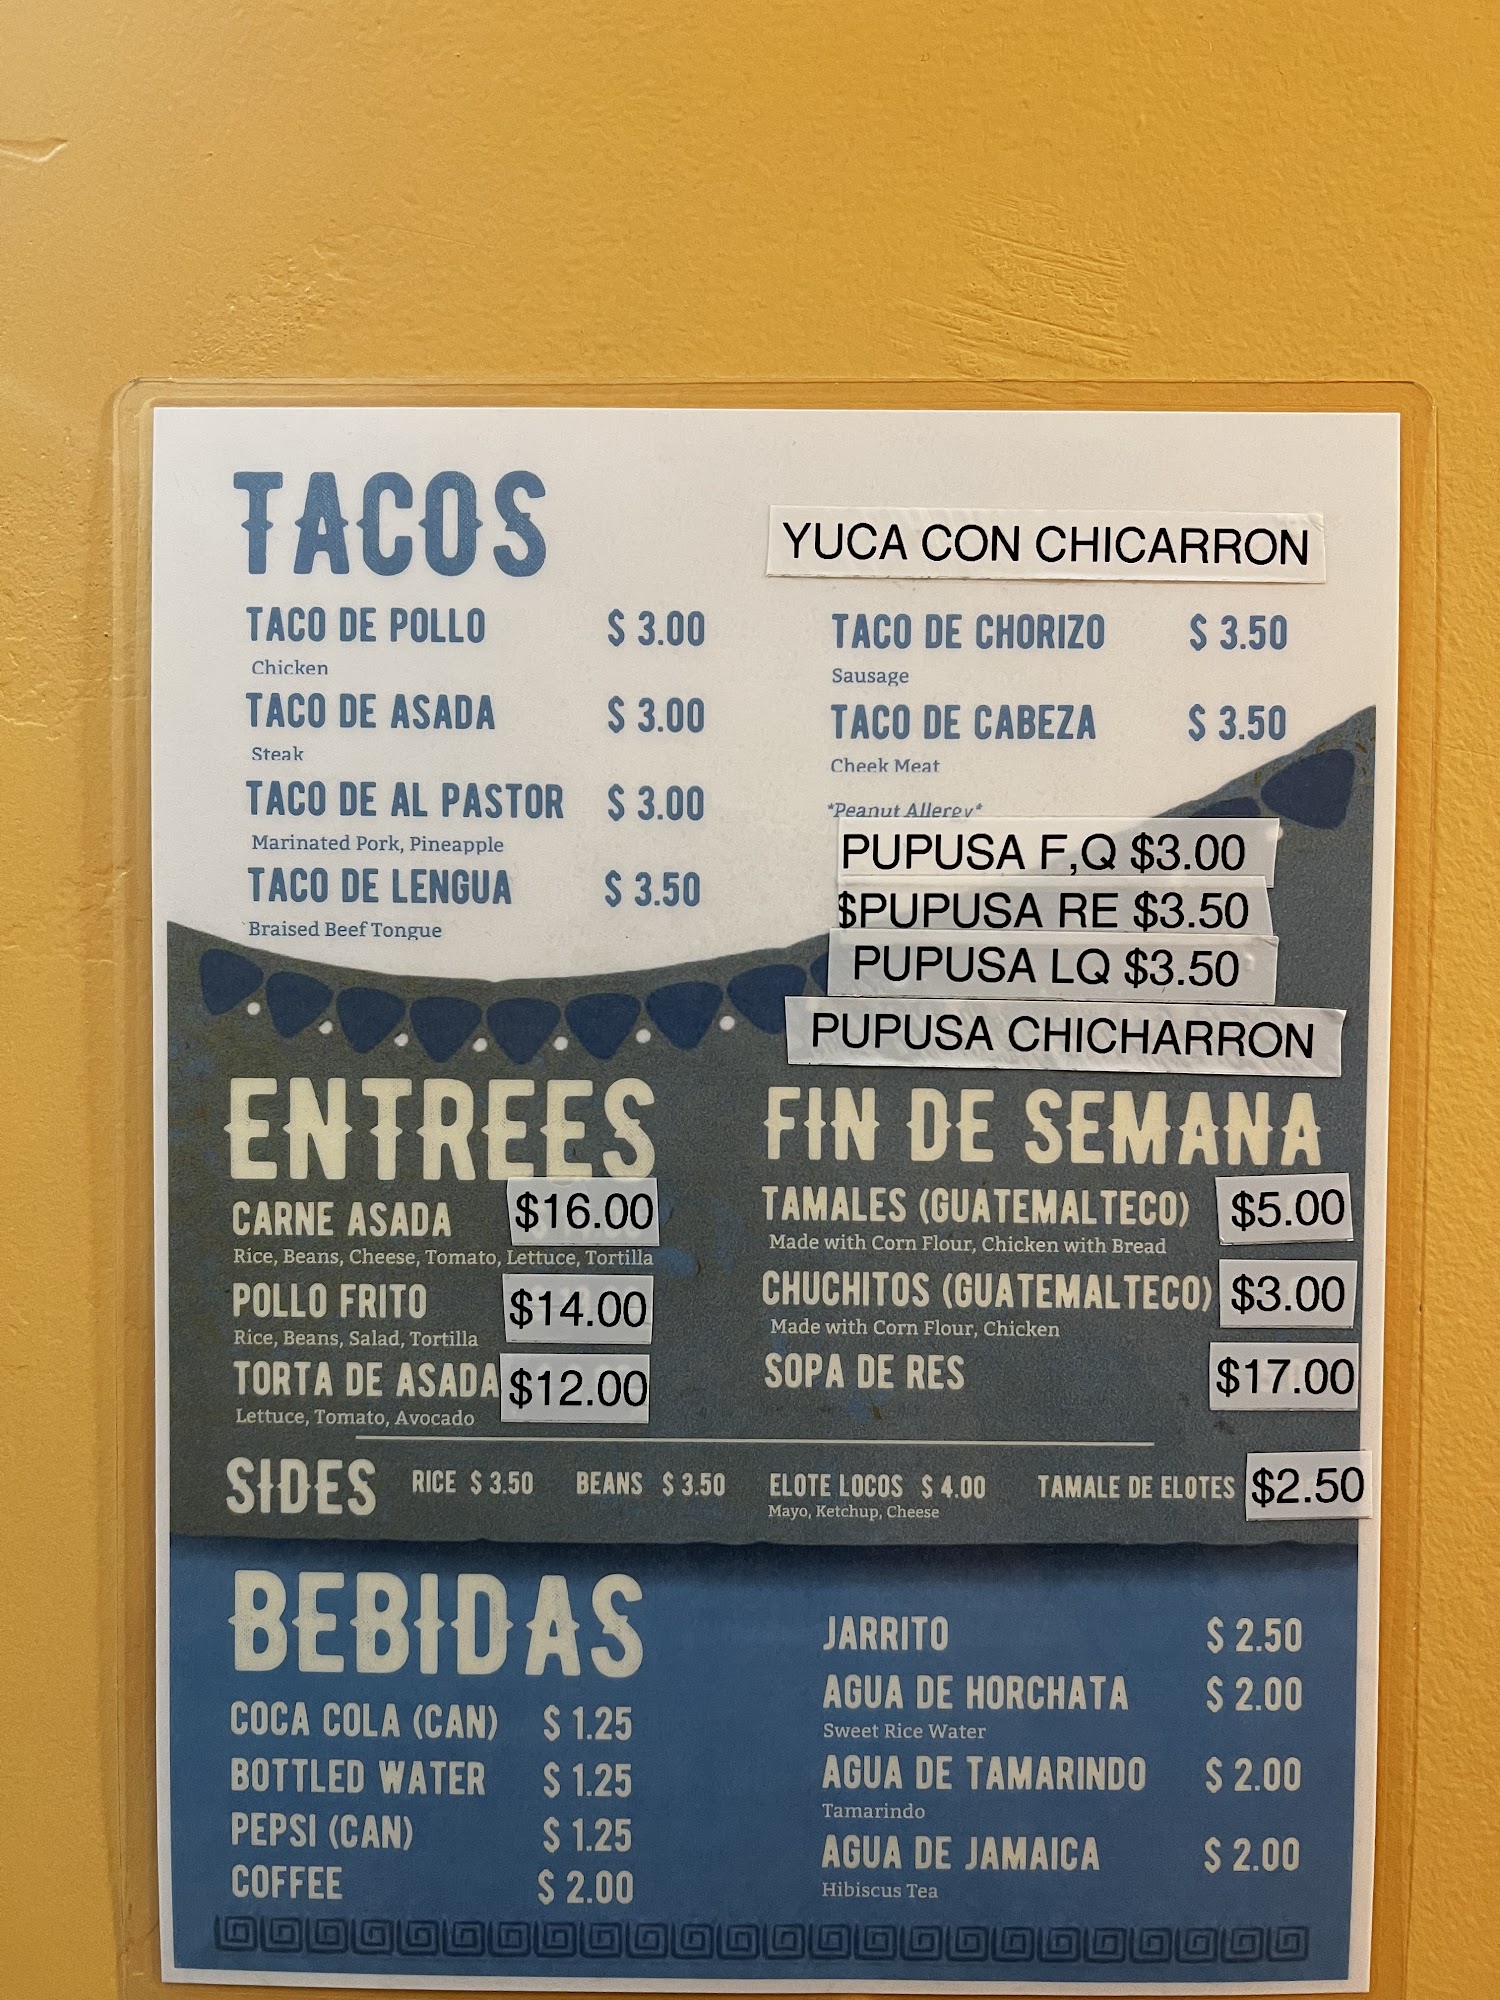 TACOS
TACO DE POLLO $ 3.00
Chicken
TACO DE ASADA $ 3.00
Steak
TACO DE AL PASTOR $ 3.00
Marinated Pork, Pineapple
TACO DE LENGUA $ 3.50
Braised Beef Tongue
YUCA CON CHICARRON
TACO DE CHORIZO $ 3.50
Sausage
TACO DE CABEZA $ 3.50
Cheek Meat
*Peanut Allergy*
PUPUSA F,Q $3.00
$PUPUSA RE $3.50
PUPUSA LQ $3.50
PUPUSA CHICHARRON
ENTREES
CARNE ASADA $16.00
Rice, Beans, Cheese, Tomato, Lettuce, Tortilla
POLLO FRITO $14.00
Rice, Beans, Salad, Tortilla
TORTA DE ASADA $12.00
Lettuce, Tomato, Avocado
FIN DE SEMANA
TAMALES (GUATEMALTECO) $5.00
Made with Corn Flour, Chicken with Bread
CHUCHITOS (GUATEMALTECO) $3.00
Made with Corn Flour, Chicken
SOPA DE RES $17.00
SIDES RICE $ 3.50 BEANS $ 3.50 ELOTE LOCOS $ 4.00 TAMALE DE ELOTES $2.50
Mayo, Ketchup, Cheese
BEBIDAS
COCA COLA (CAN) $ 1.25
BOTTLED WATER $ 1.25
PEPSI (CAN) $ 1.25
COFFEE $ 2.00
JARRITO $ 2.50
AGUA DE HORCHATA $ 2.00
Sweet Rice Water
AGUA DE TAMARINDO $ 2.00
Tamarindo
AGUA DE JAMAICA $ 2.00
Hibiscus Tea